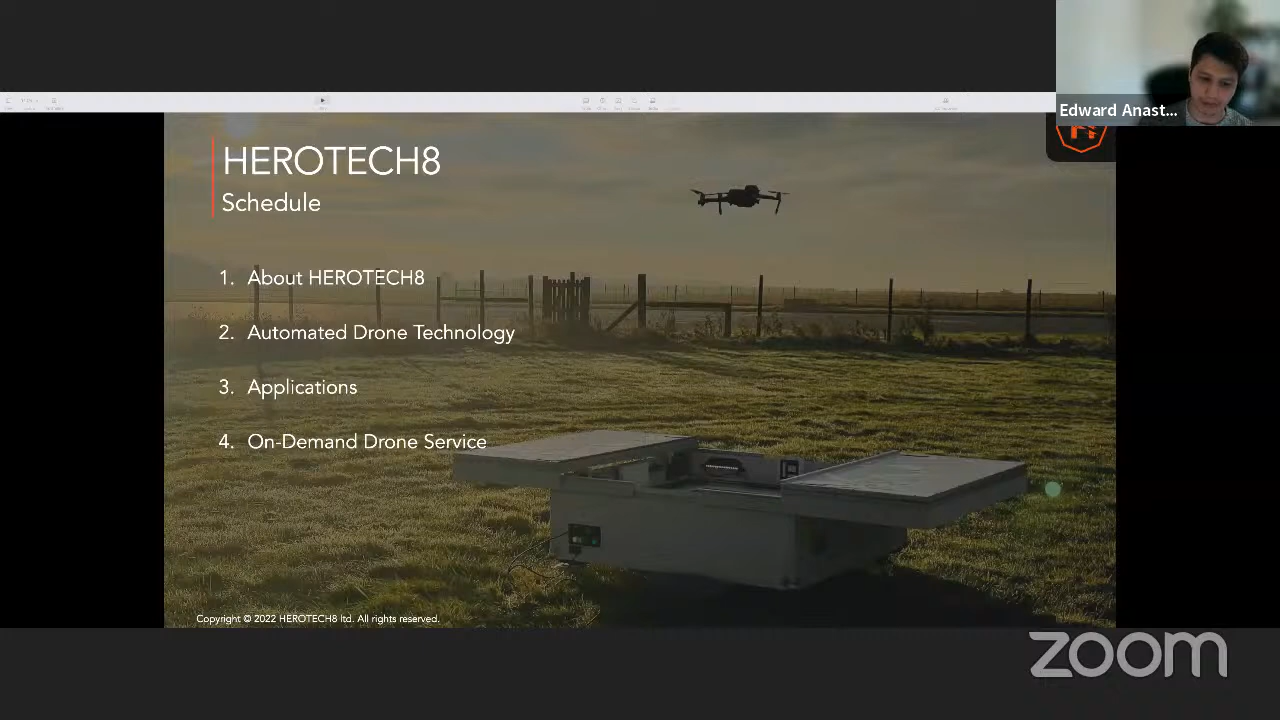 Edward Anast...
HEROTECH8
Schedule
1. About HEROTECH8
2. Automated Drone Technology
3. Applications
4. On-Demand Drone Service
Copyright © 2022 HEROTECH8 ltd. All rights reserved.
zoom